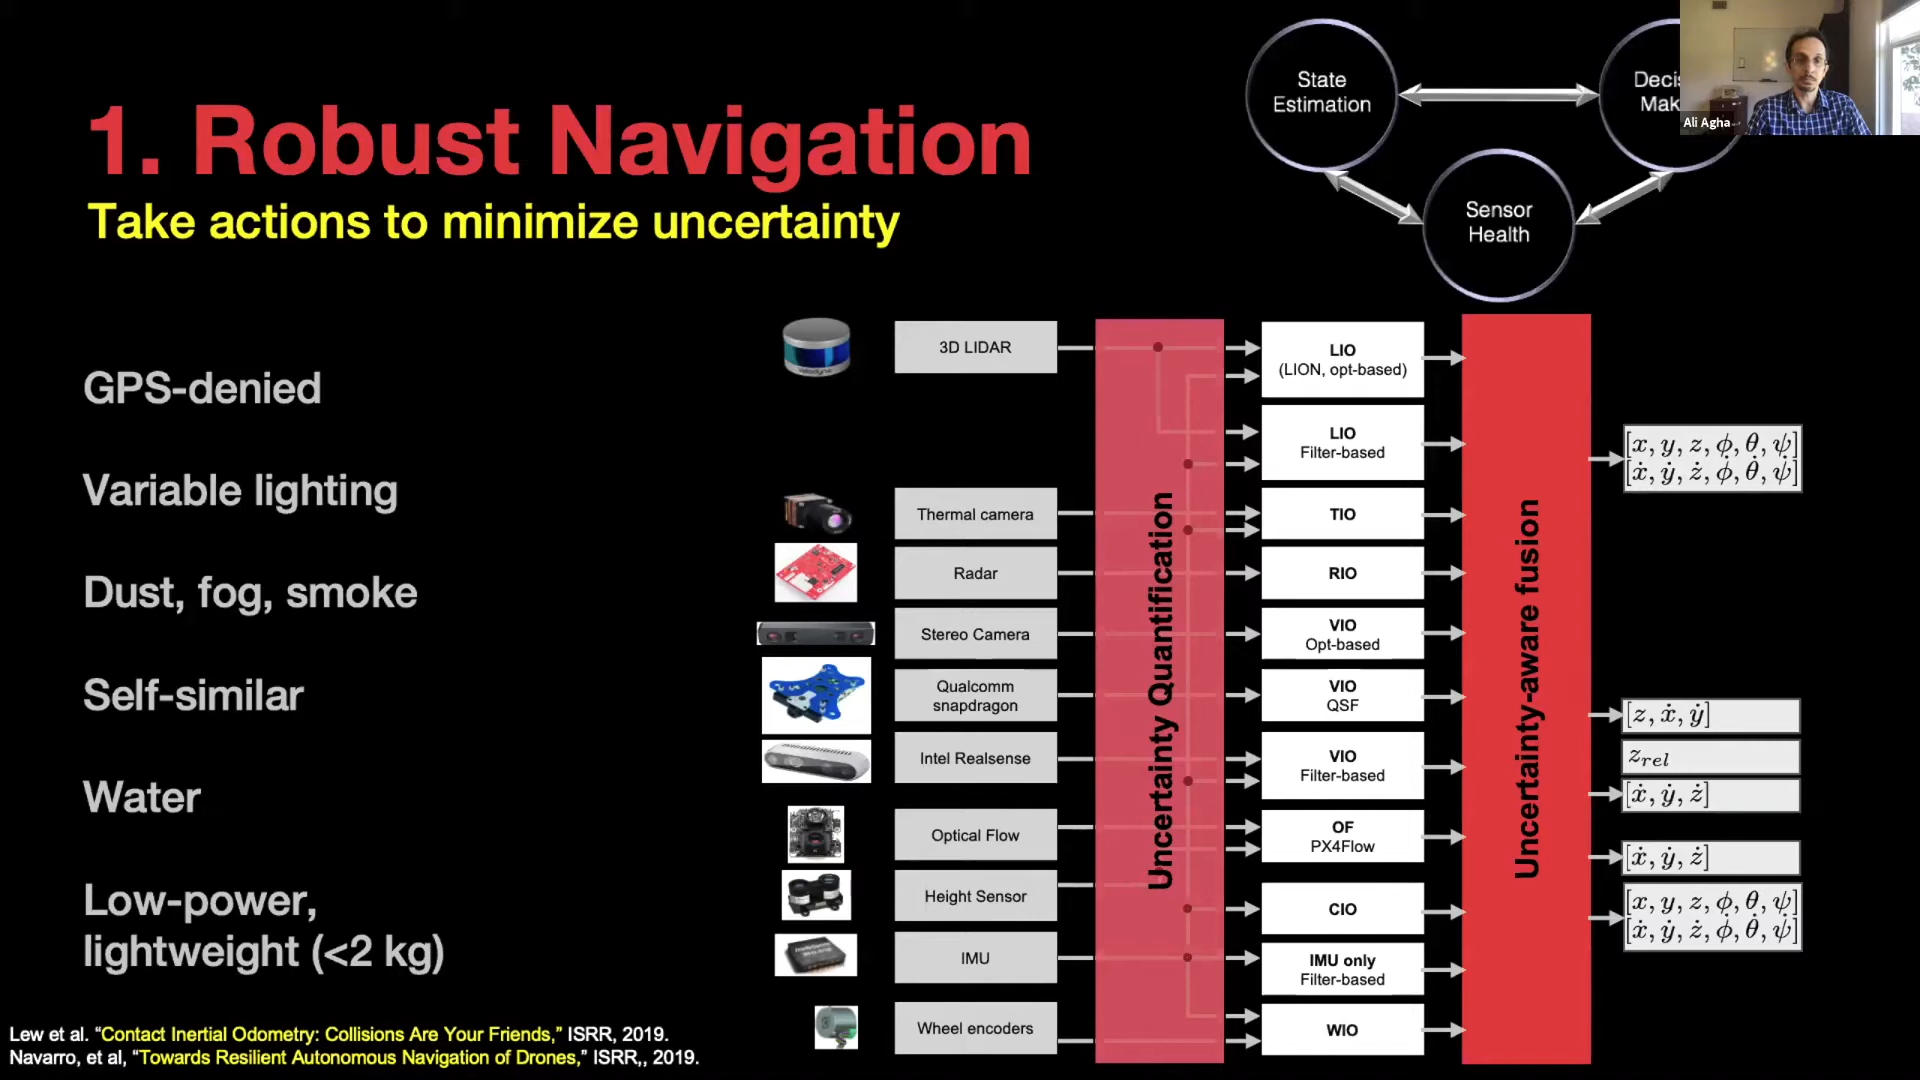 1. Robust Navigation
Take actions to minimize uncertainty
State
Estimation
Sensor
Health
Ali Agha
GPS-denied
Variable lighting
Dust, fog, smoke
Self-similar
Water
Low-power,
lightweight (<2 kg)
3D LIDAR
Thermal camera
Radar
Stereo Camera
Qualcomm
snapdragon
Intel Realsense
Optical Flow
Height Sensor
IMU
Wheel encoders
Uncertainty Quantification
LIO
(LION, opt-based)
LIO
Filter-based
TIO
RIO
VIO
Opt-based
VIO
QSF
VIO
Filter-based
OF
PX4Flow
CIO
IMU only
Filter-based
WIO
Uncertainty-aware fusion
[x, y, z, ϕ, θ, ψ]
[ẋ, ẏ, ż, ϕ̇, θ̇, ψ̇]
[z, ẋ, ẏ]
z_rel
[ẋ, ẏ, ż]
[ẋ, ẏ, ż]
[x, y, z, ϕ, θ, ψ]
[ẋ, ẏ, ż, ϕ̇, θ̇, ψ̇]
Lew et al. “Contact Inertial Odometry: Collisions Are Your Friends,” ISRR, 2019.
Navarro, et al, “Towards Resilient Autonomous Navigation of Drones,” ISRR,, 2019.